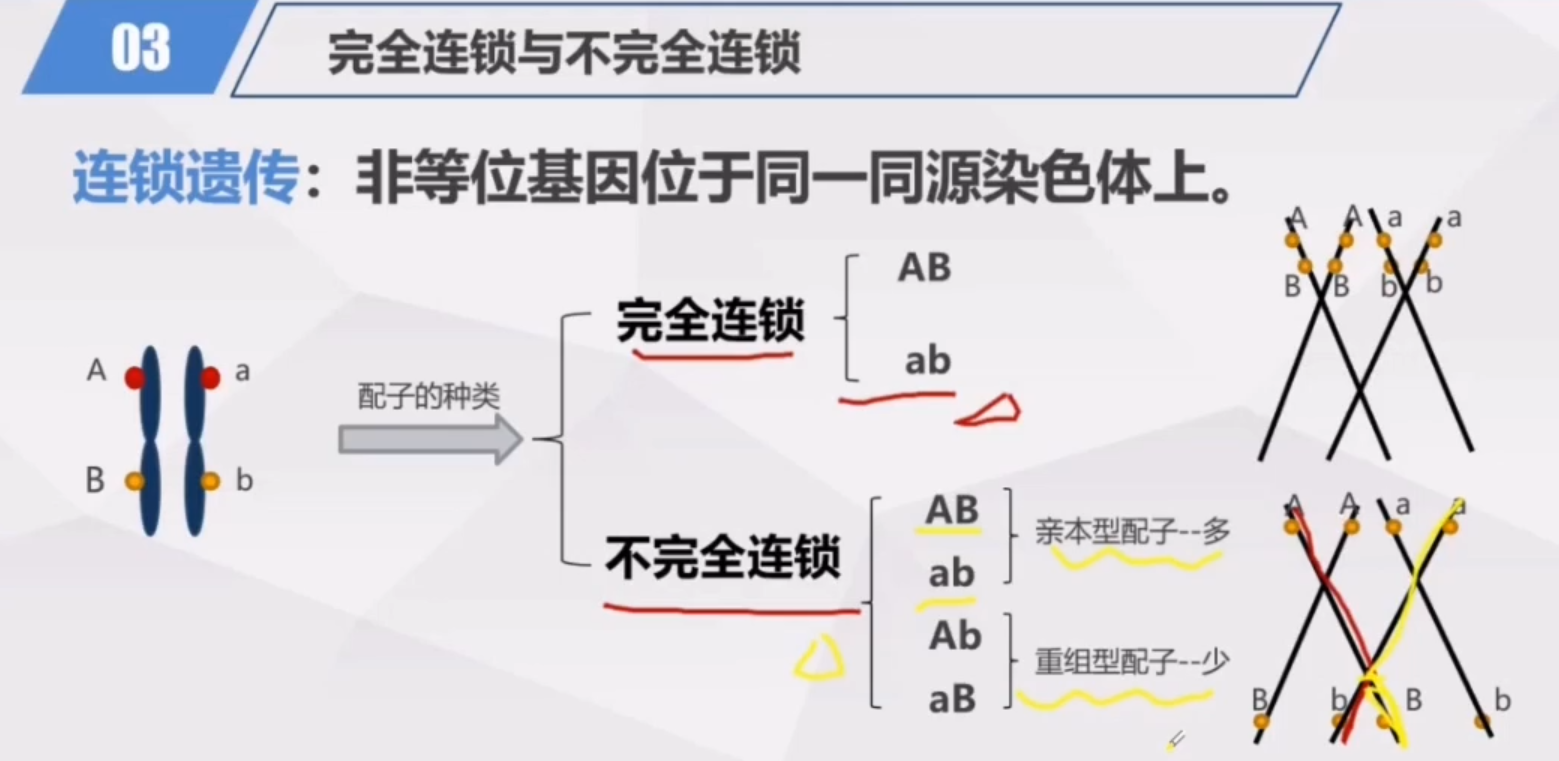 03
完全连锁与不完全连锁
连锁遗传：非等位基因位于同一同源染色体上。
A A a a
B B b b
完全连锁
AB
ab
A a
B b
配子的种类
不完全连锁
AB
ab
亲本型配子--多
Ab
aB
重组型配子--少
A A a a
B b B b